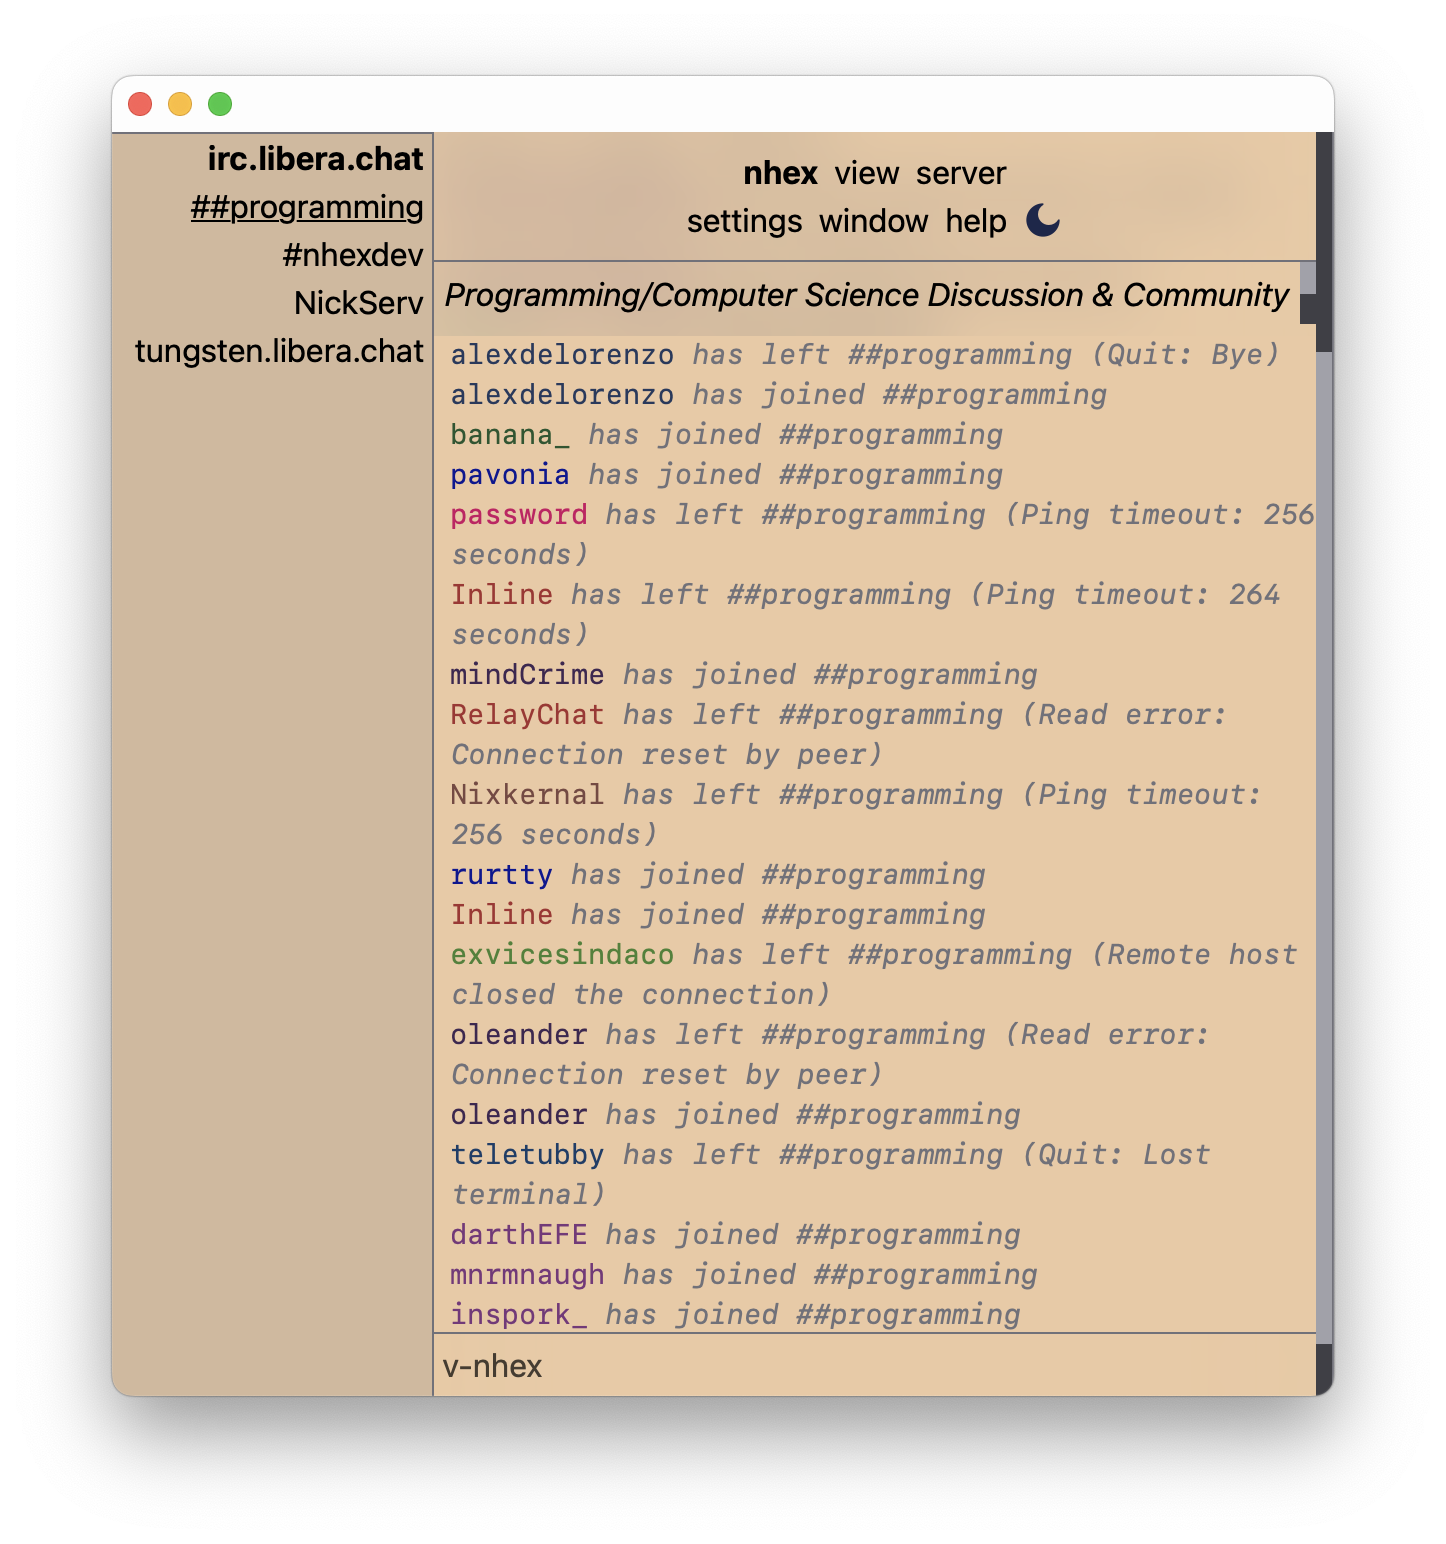 irc.libera.chat
##programming
#nhexdev
NickServ
tungsten.libera.chat
nhex view server
settings window help
Programming/Computer Science Discussion & Community
alexdelorenzo has left ##programming (Quit: Bye)
alexdelorenzo has joined ##programming
banana_ has joined ##programming
pavonia has joined ##programming
password has left ##programming (Ping timeout: 256
seconds)
Inline has left ##programming (Ping timeout: 264
seconds)
mindCrime has joined ##programming
RelayChat has left ##programming (Read error:
Connection reset by peer)
Nixkernal has left ##programming (Ping timeout:
256 seconds)
rurtty has joined ##programming
Inline has joined ##programming
exvicesindaco has left ##programming (Remote host
closed the connection)
oleander has left ##programming (Read error:
Connection reset by peer)
oleander has joined ##programming
teletubby has left ##programming (Quit: Lost
terminal)
darthEFE has joined ##programming
mnrmnaugh has joined ##programming
inspork_ has joined ##programming
v-nhex